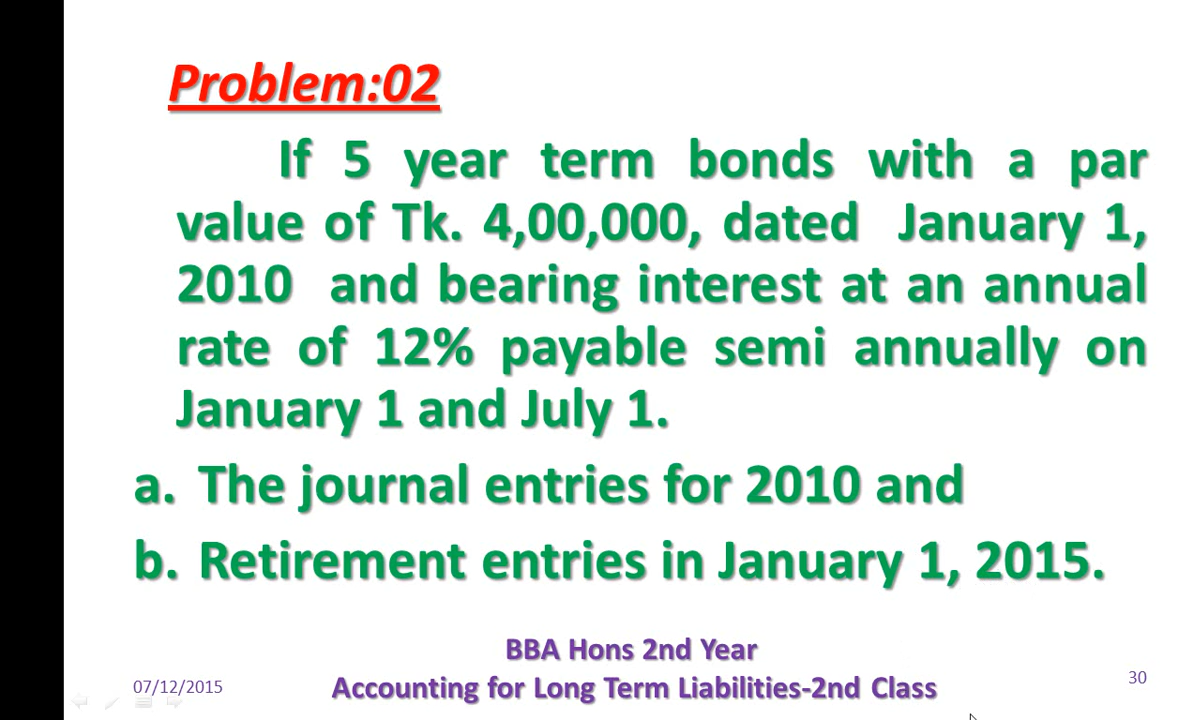 Problem:02
If 5 year term bonds with a par
value of Tk. 4,00,000, dated January 1,
2010 and bearing interest at an annual
rate of 12% payable semi annually on
January 1 and July 1.
a. The journal entries for 2010 and
b. Retirement entries in January 1, 2015.
BBA Hons 2nd Year
07/12/2015
Accounting for Long Term Liabilities-2nd Class
30